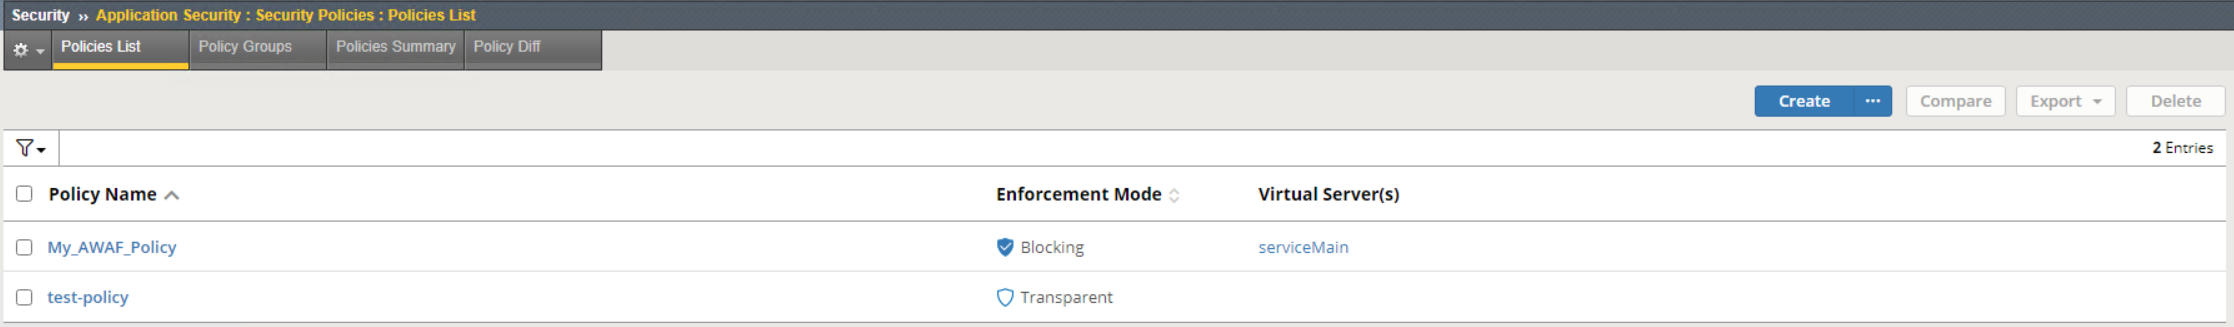 Security ›› Application Security : Security Policies : Policies List
Policies List Policy Groups Policies Summary Policy Diff
Create ··· Compare Export Delete
2 Entries
Policy Name Enforcement Mode Virtual Server(s)
My_AWAF_Policy Blocking serviceMain
test-policy Transparent